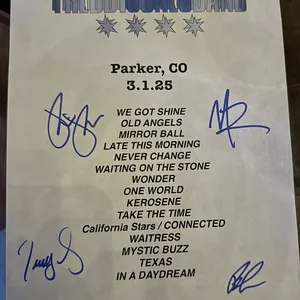 Parker, CO
3.1.25
WE GOT SHINE
OLD ANGELS
MIRROR BALL
LATE THIS MORNING
NEVER CHANGE
WAITING ON THE STONE
WONDER
ONE WORLD
KEROSENE
TAKE THE TIME
California Stars / CONNECTED
WAITRESS
MYSTIC BUZZ
TEXAS
IN A DAYDREAM